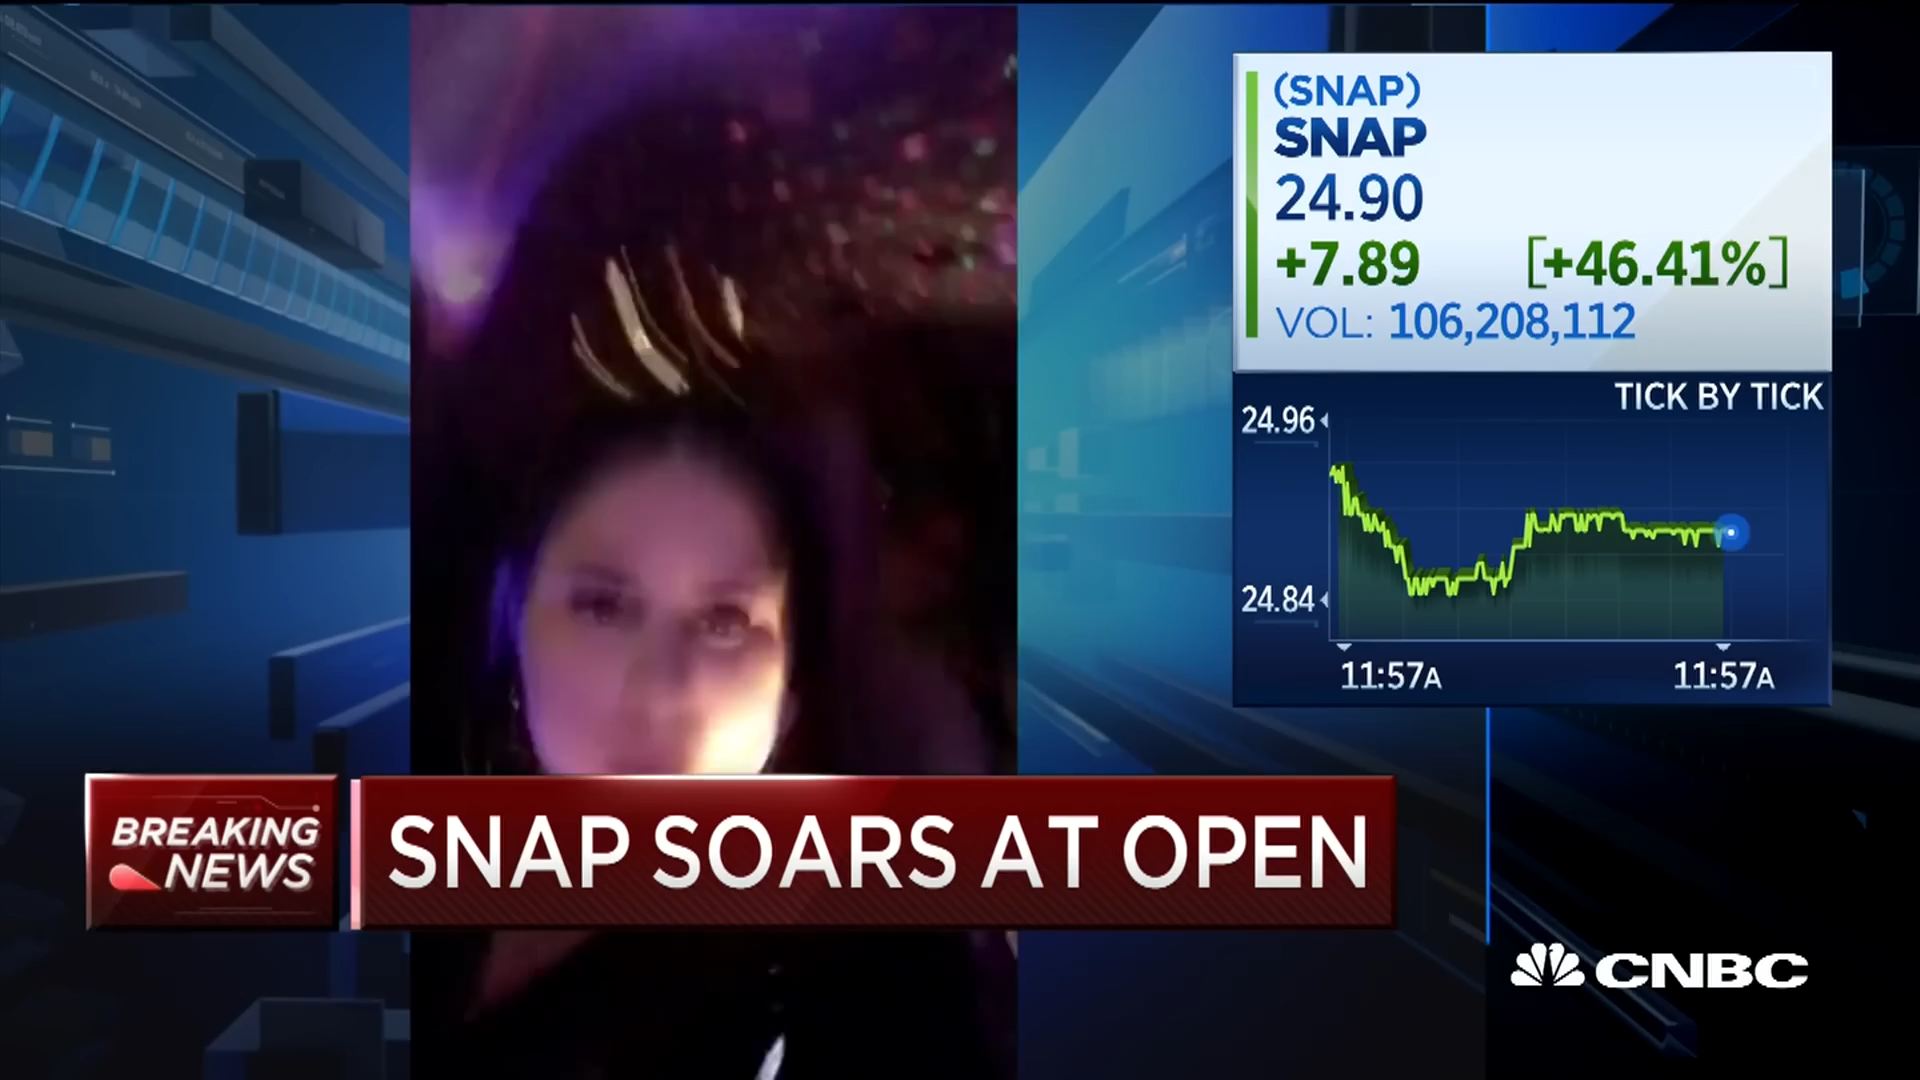 (SNAP)
SNAP
24.90
+7.89 [+46.41%]
VOL: 106,208,112
TICK BY TICK
24.96
24.84
11:57A 11:57A
BREAKING
NEWS
SNAP SOARS AT OPEN
CNBC